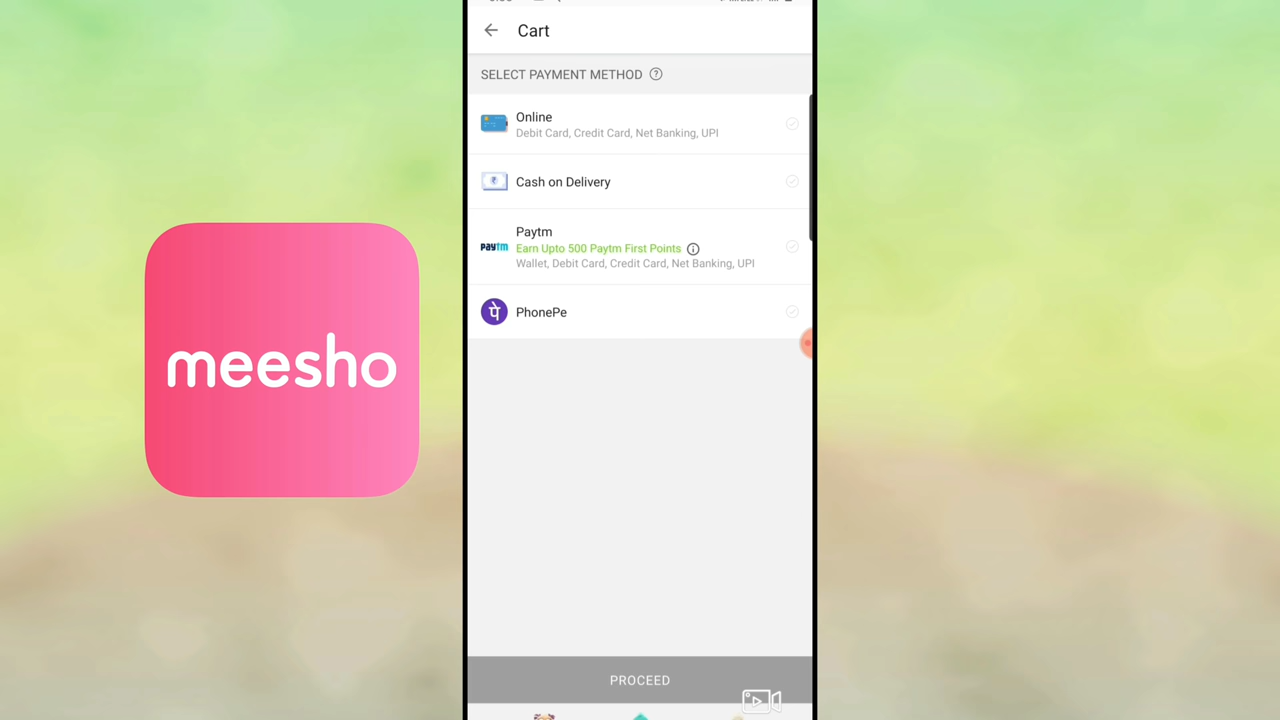 Cart
SELECT PAYMENT METHOD
Online
Debit Card, Credit Card, Net Banking, UPI
Cash on Delivery
Paytm
Earn Upto 500 Paytm First Points
paytm
Wallet, Debit Card, Credit Card, Net Banking, UPI
पे
PhonePe
meesho
PROCEED